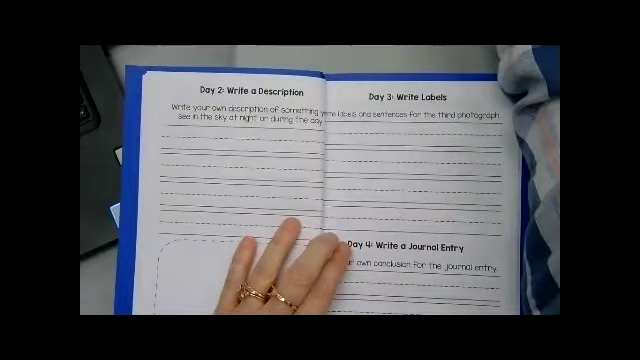 Day 2: Write a Description
Write your own description of something
see in the sky at night or during the day.
Day 3: Write Labels
labels and sentences for the third photograph
Day 4: Write a Journal Entry
own conclusion for the journal entry.